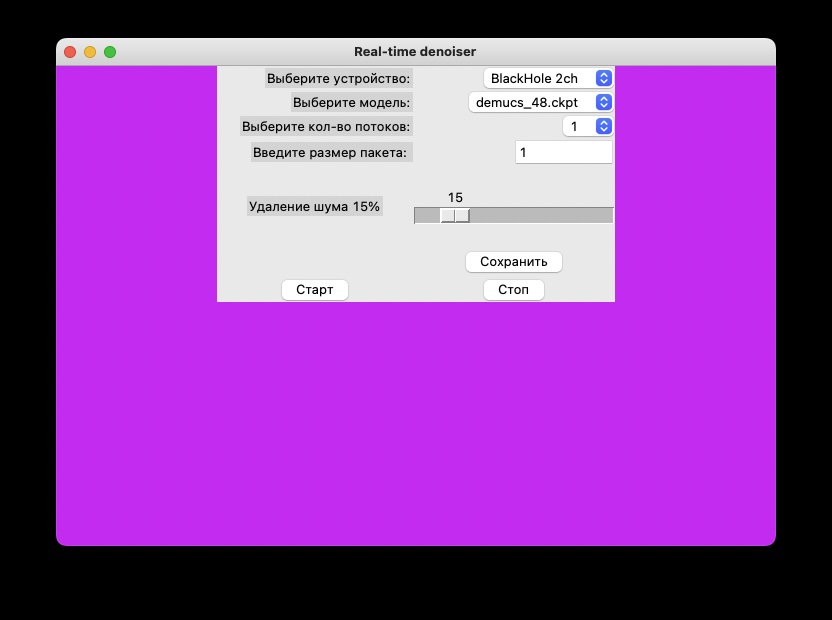 Real-time denoiser
Выберите устройство: BlackHole 2ch
Выберите модель: demucs_48.ckpt
Выберите кол-во потоков: 1
Введите размер пакета: 1
15
Удаление шума 15%
Сохранить
Старт Стоп